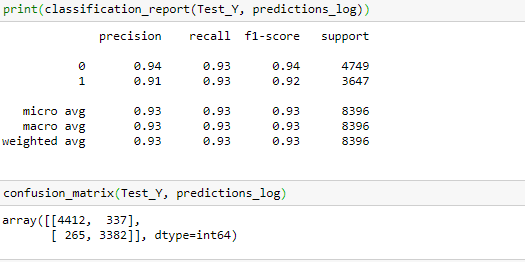 print(classification_report(Test_Y, predictions_log))
precision recall f1-score support
0 0.94 0.93 0.94 4749
1 0.91 0.93 0.92 3647
micro avg 0.93 0.93 0.93 8396
macro avg 0.93 0.93 0.93 8396
weighted avg 0.93 0.93 0.93 8396
confusion_matrix(Test_Y, predictions_log)
array([[4412, 337],
[ 265, 3382]], dtype=int64)